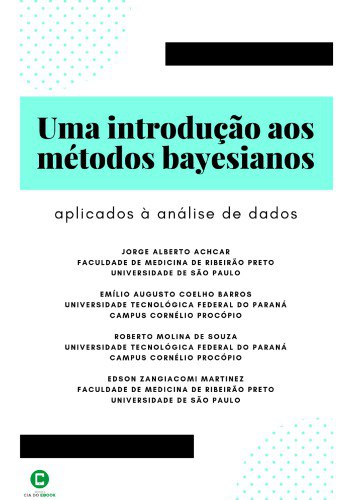 Uma introdução aos
métodos bayesianos
aplicados à análise de dados
JORGE ALBERTO ACHCAR
FACULDADE DE MEDICINA DE RIBEIRÃO PRETO
UNIVERSIDADE DE SÃO PAULO
EMÍLIO AUGUSTO COELHO BARROS
UNIVERSIDADE TECNOLÓGICA FEDERAL DO PARANÁ
CAMPUS CORNÉLIO PROCÓPIO
ROBERTO MOLINA DE SOUZA
UNIVERSIDADE TECNOLÓGICA FEDERAL DO PARANÁ
CAMPUS CORNÉLIO PROCÓPIO
EDSON ZANGIACOMI MARTINEZ
FACULDADE DE MEDICINA DE RIBEIRÃO PRETO
UNIVERSIDADE DE SÃO PAULO
C
CIA DO EBOOK